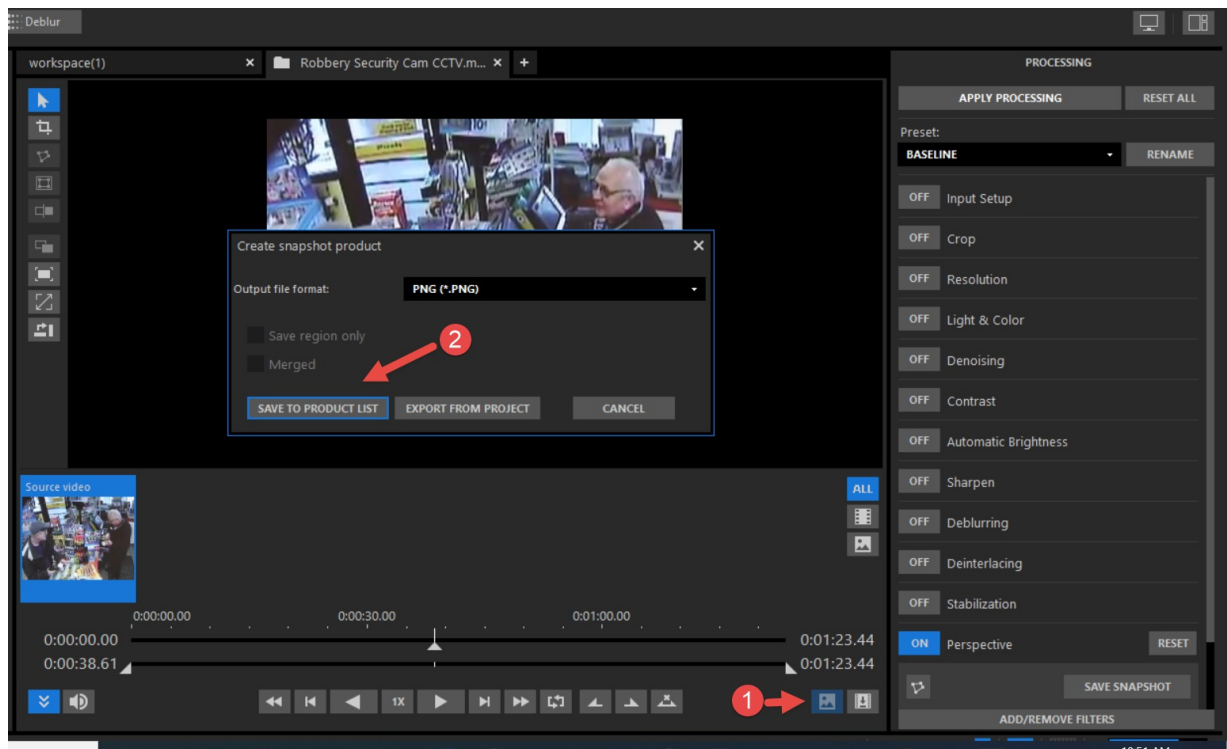 Deblur
workspace(1) × Robbery Security Cam CCTV.m... × +
PROCESSING
APPLY PROCESSING RESET ALL
Preset:
BASELINE RENAME
OFF Input Setup
OFF Crop
OFF Resolution
OFF Light & Color
OFF Denoising
OFF Contrast
OFF Automatic Brightness
OFF Sharpen
OFF Deblurring
OFF Deinterlacing
OFF Stabilization
ON Perspective RESET
SAVE SNAPSHOT
ADD/REMOVE FILTERS
Create snapshot product ×
Output file format: PNG (*.PNG)
Save region only
2
Merged
SAVE TO PRODUCT LIST EXPORT FROM PROJECT CANCEL
Source video
ALL
0:00:00.00 0:00:30.00 0:01:00.00
0:00:00.00 0:01:23.44
0:00:38.61 0:01:23.44
1X
1